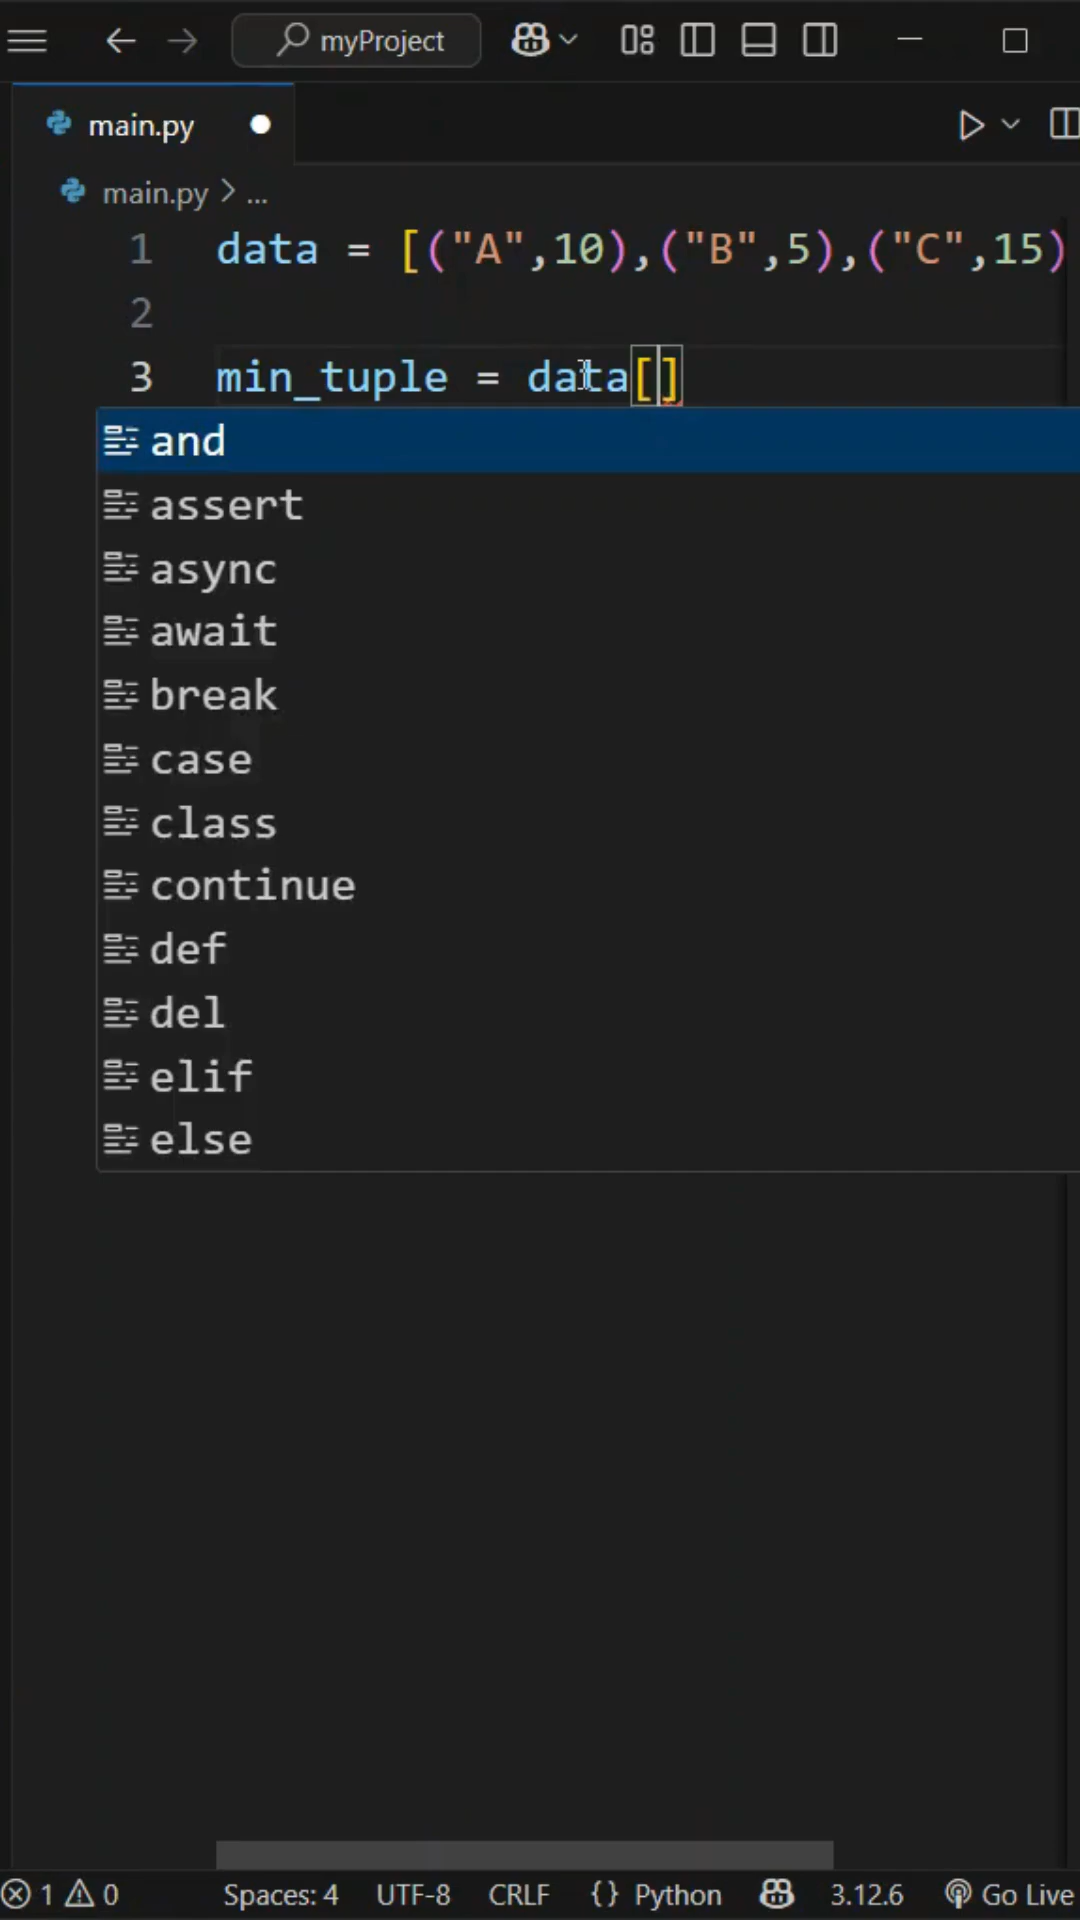 myProject
main.py
main.py > ...
1 data = [("A",10),("B",5),("C",15)
2
3 min_tuple = data[]
and
assert
async
await
break
case
class
continue
def
del
elif
else
1 0 Spaces: 4 UTF-8 CRLF {} Python 3.12.6 Go Live